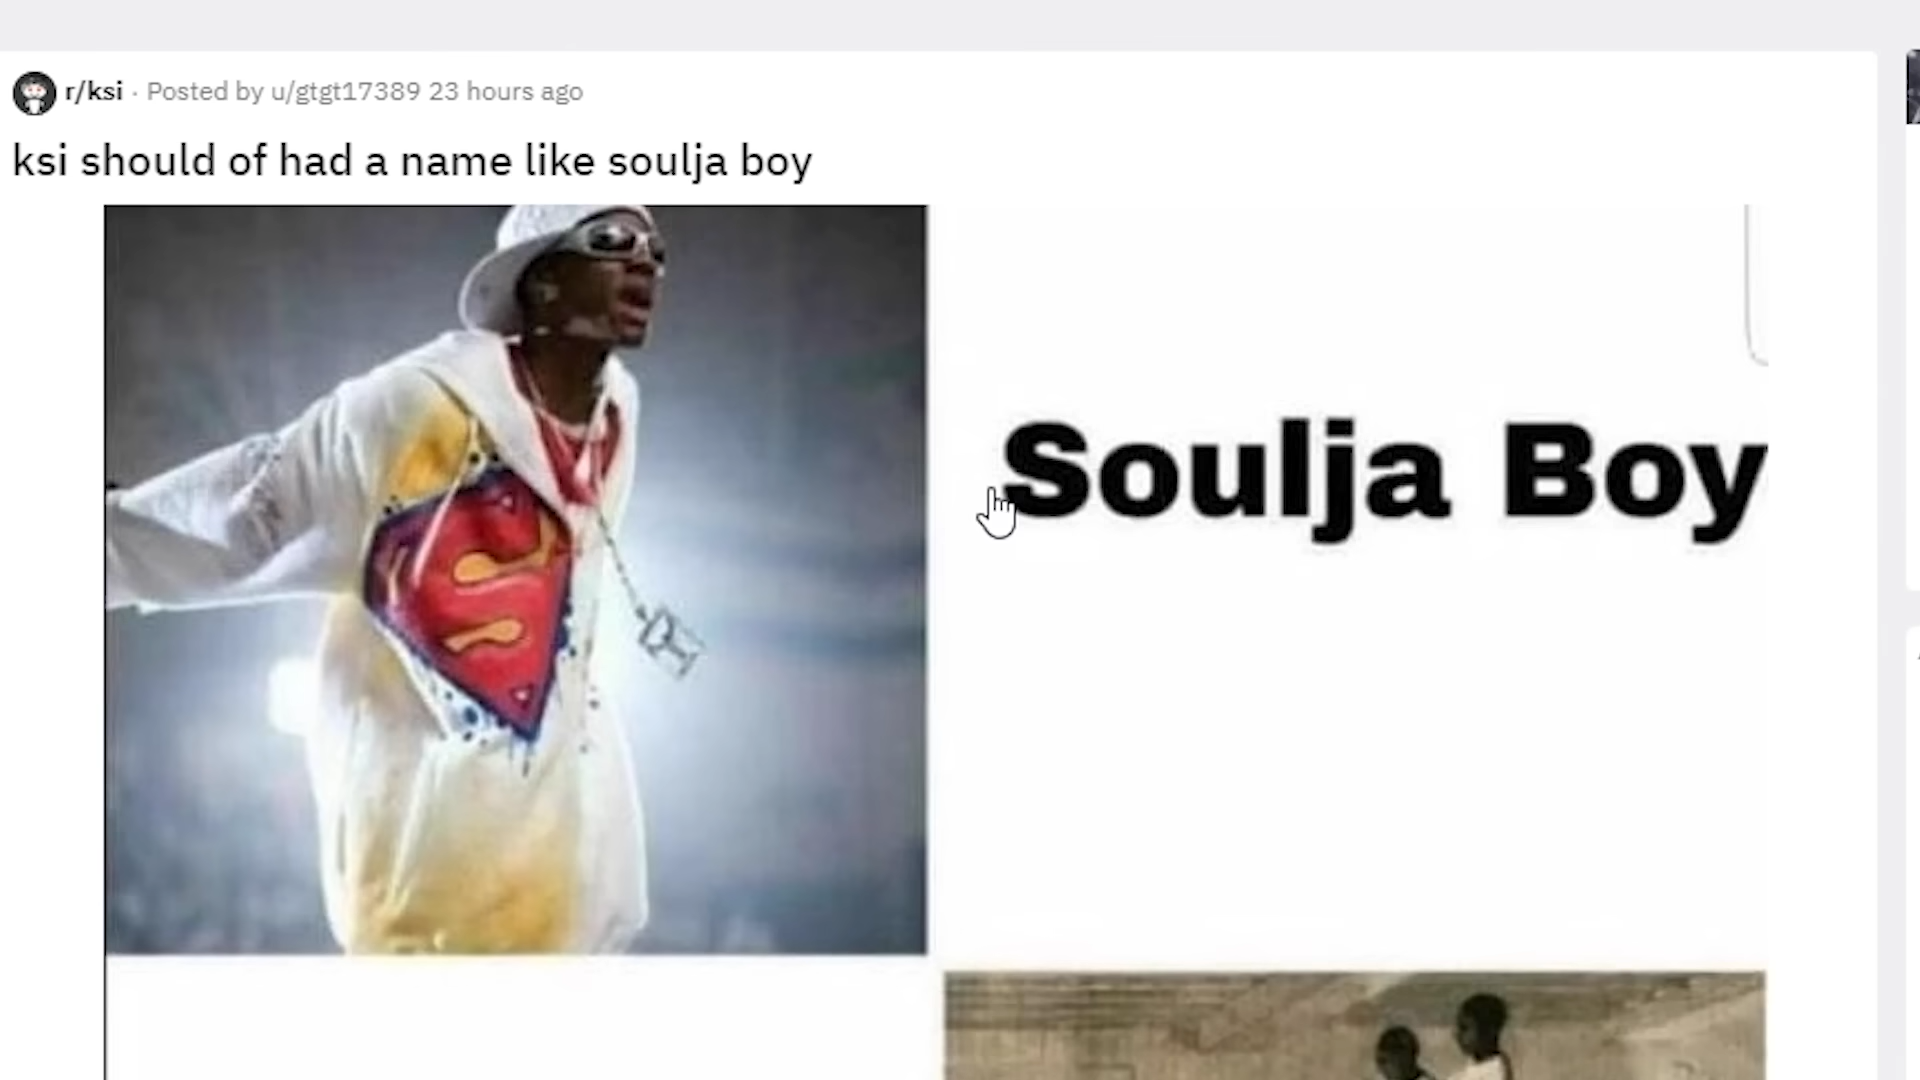 r/ksi · Posted by u/gtgt17389 23 hours ago
ksi should of had a name like soulja boy
Soulja Boy